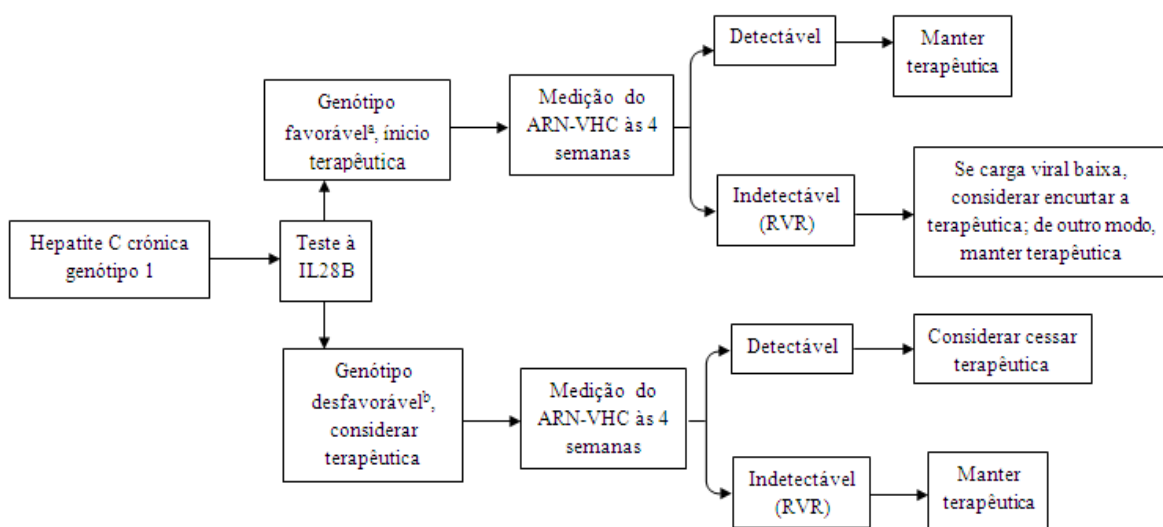 Hepatite C crónica
genótipo 1
Teste à
IL28B
Genótipo
favorávelª, ínicio
terapêutica
Medição do
ARN-VHC às 4
semanas
Detectável
Manter
terapêutica
Indetectável
(RVR)
Se carga viral baixa,
considerar encurtar a
terapêutica; de outro modo,
manter terapêutica
Genótipo
desfavorávelᵇ,
considerar
terapêutica
Medição do
ARN-VHC às 4
semanas
Detectável
Considerar cessar
terapêutica
Indetectável
(RVR)
Manter
terapêutica